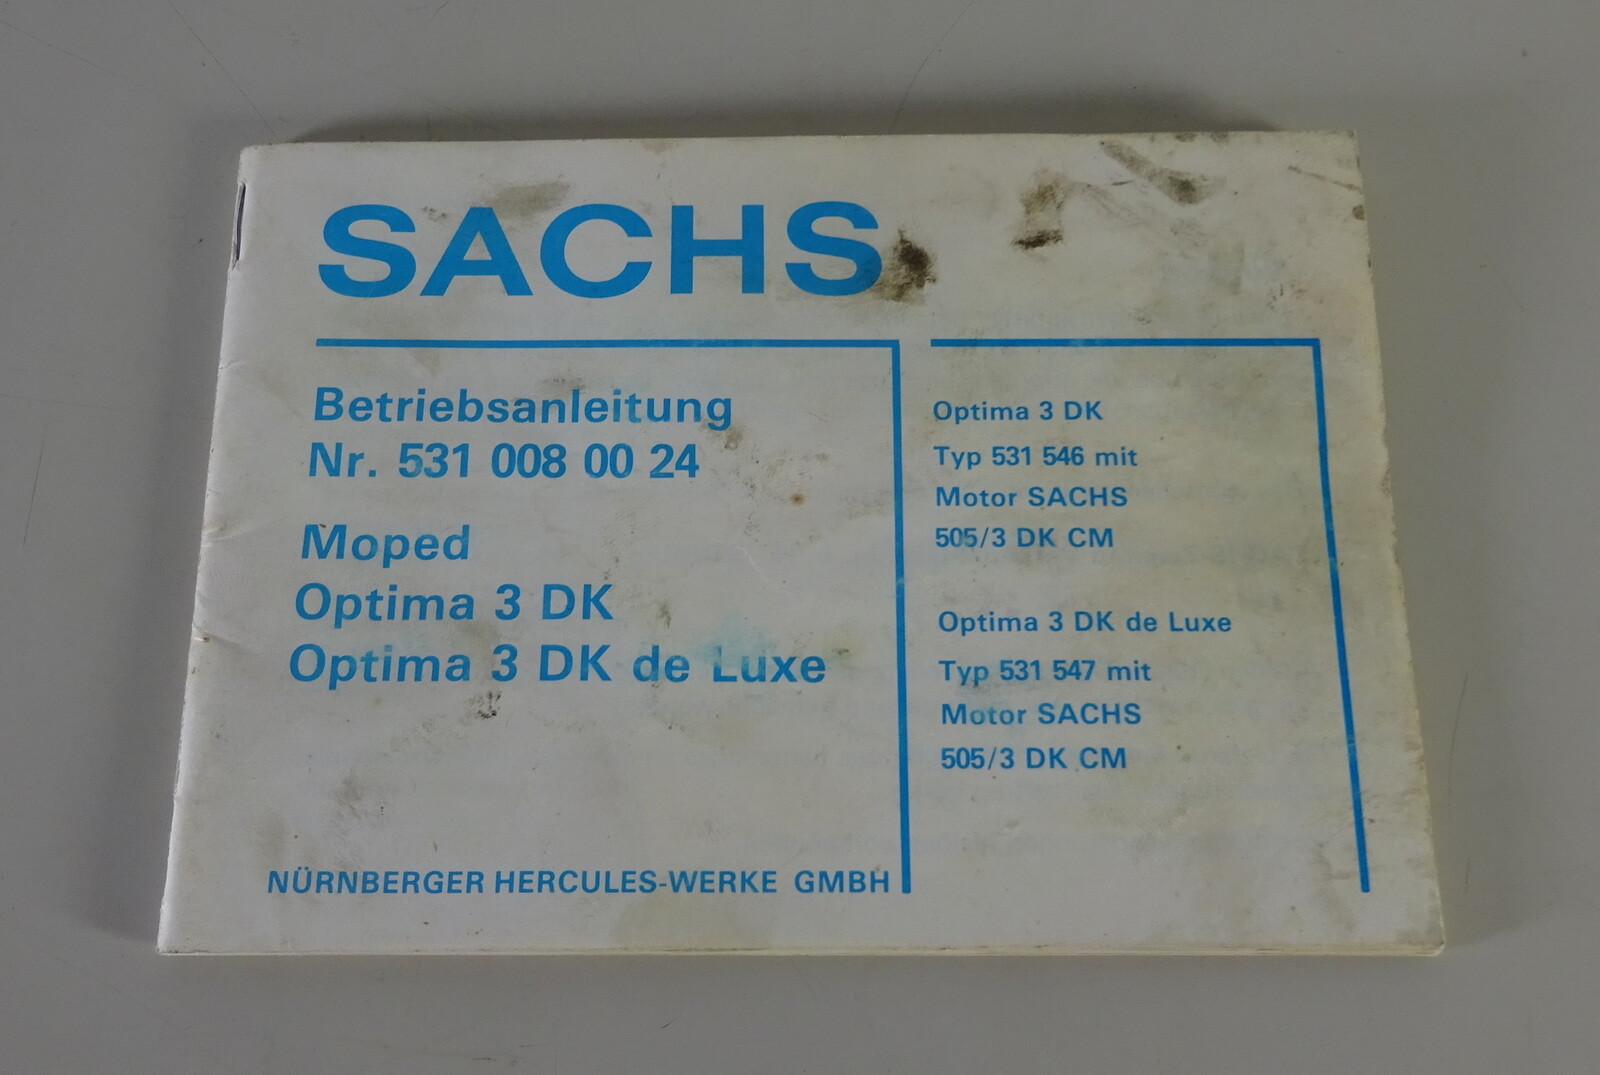 SACHS
Betriebsanleitung
Nr. 531 008 00 24
Moped
Optima 3 DK
Optima 3 DK de Luxe
NÜRNBERGER HERCULES-WERKE GMBH
Optima 3 DK
Typ 531 546 mit
Motor SACHS
505/3 DK CM
Optima 3 DK de Luxe
Typ 531 547 mit
Motor SACHS
505/3 DK CM